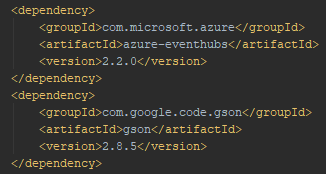 <dependency>
    <groupId>com.microsoft.azure</groupId>
    <artifactId>azure-eventhubs</artifactId>
    <version>2.2.0</version>
</dependency>
<dependency>
    <groupId>com.google.code.gson</groupId>
    <artifactId>gson</artifactId>
    <version>2.8.5</version>
</dependency>